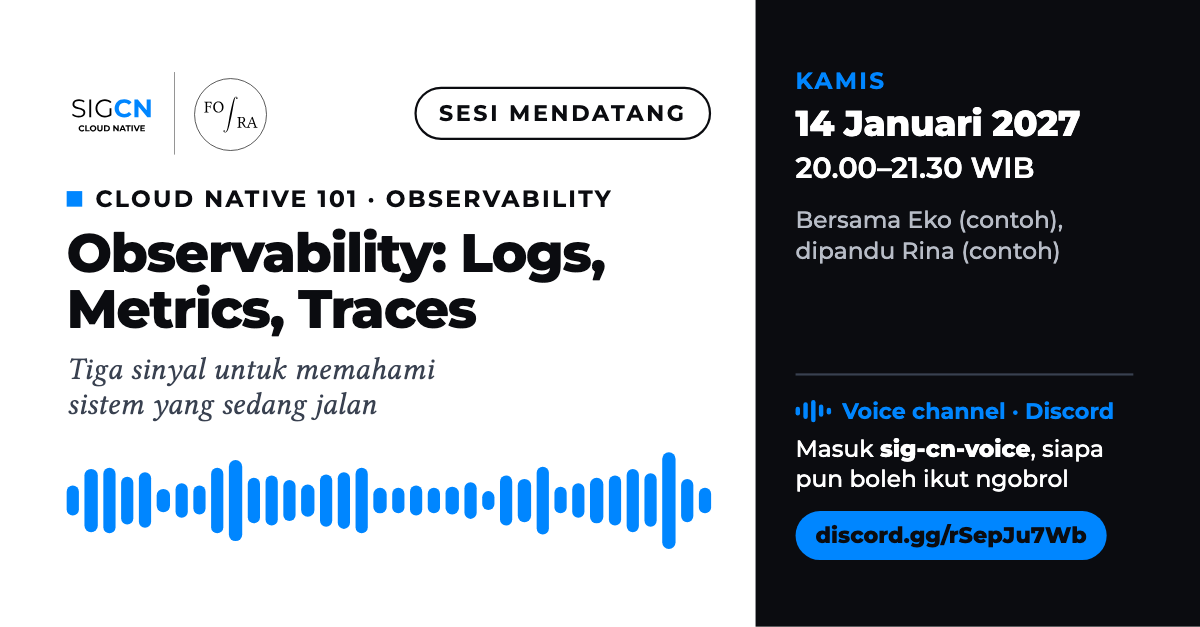 SIGCN
CLOUD NATIVE
FO
RA
SESI MENDATANG
CLOUD NATIVE 101 · OBSERVABILITY
Observability: Logs,
Metrics, Traces
Tiga sinyal untuk memahami
sistem yang sedang jalan
KAMIS
14 Januari 2027
20.00–21.30 WIB
Bersama Eko (contoh),
dipandu Rina (contoh)
Voice channel · Discord
Masuk sig-cn-voice, siapa
pun boleh ikut ngobrol
discord.gg/rSepJu7Wb